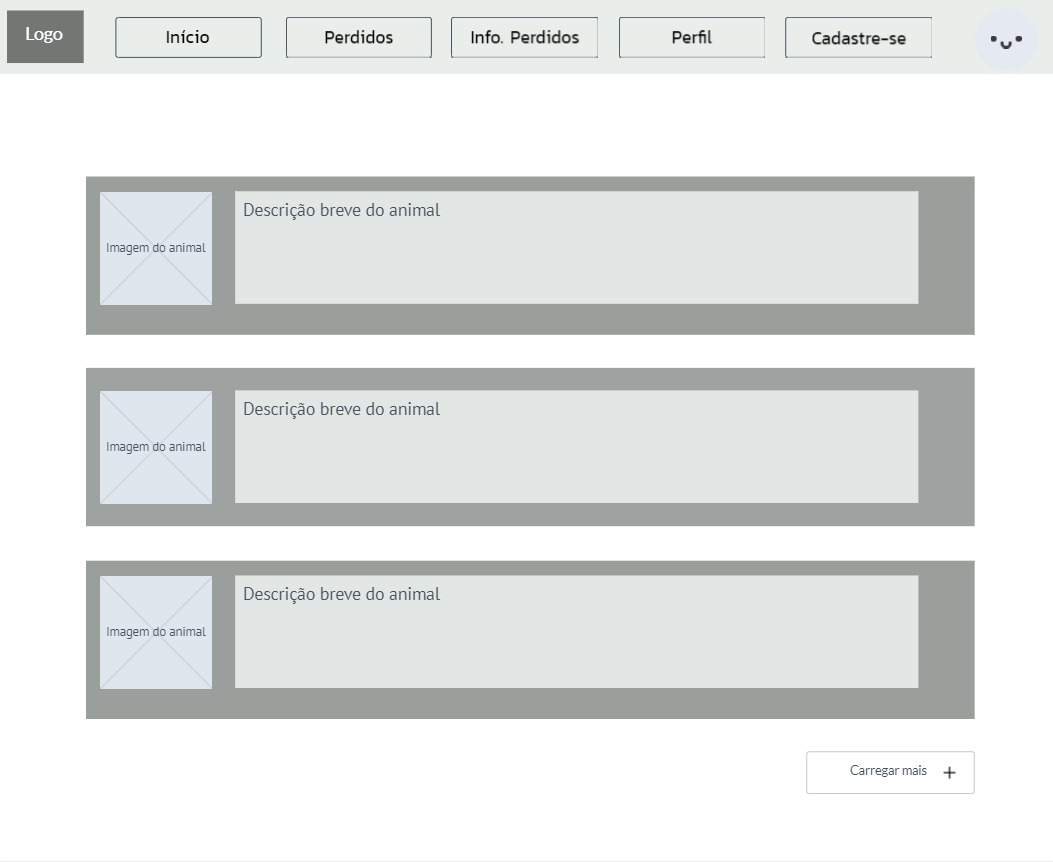 Logo
Início
Perdidos
Info. Perdidos
Perfil
Cadastre-se
Imagem do animal
Descrição breve do animal
Imagem do animal
Descrição breve do animal
Imagem do animal
Descrição breve do animal
Carregar mais